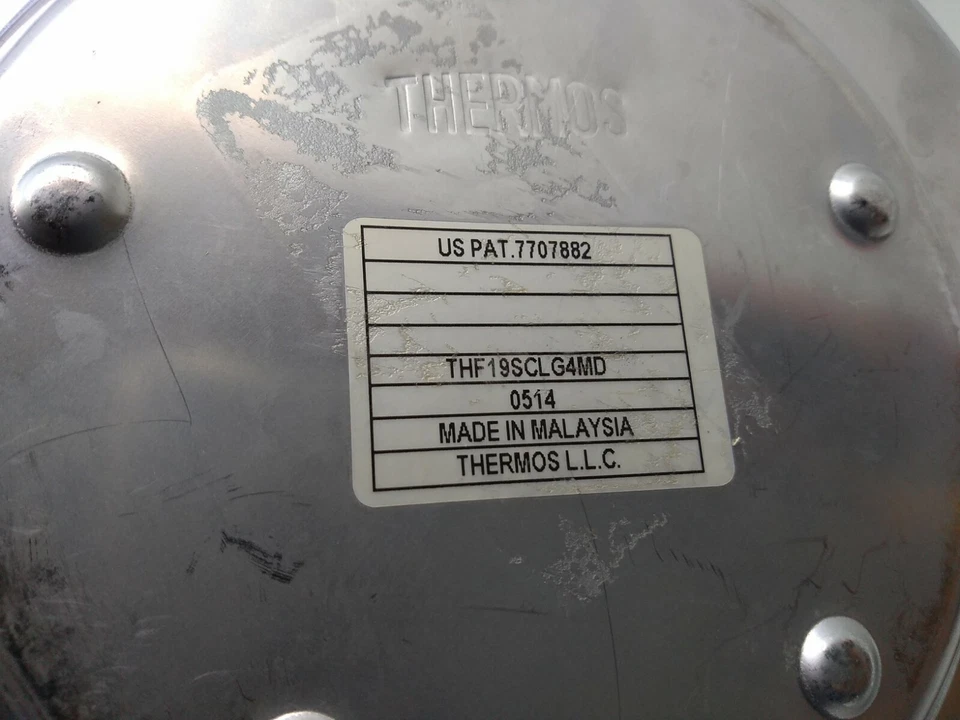 THERMOS
US PAT.7707882
THF19SCLG4MD
0514
MADE IN MALAYSIA
THERMOS L.L.C.